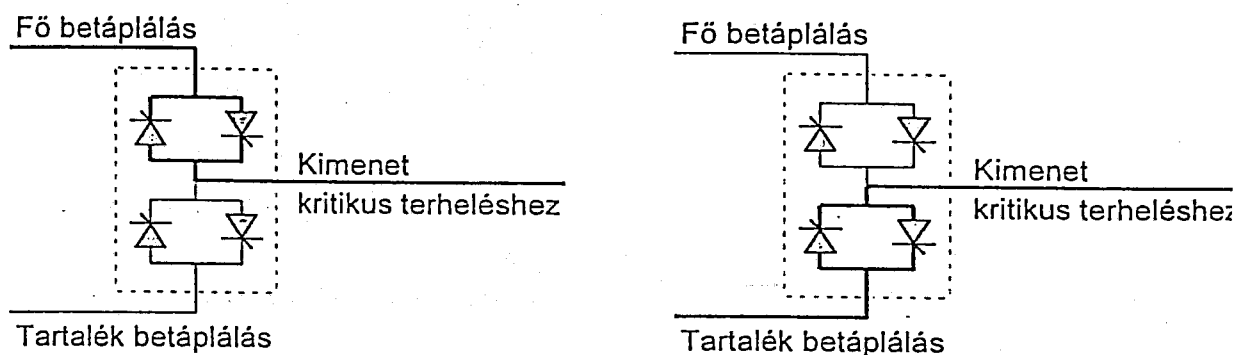 Fő betáplálás
Kimenet
kritikus terheléshez
Tartalék betáplálás
Fő betáplálás
Kimenet
kritikus terheléshez
Tartalék betáplálás